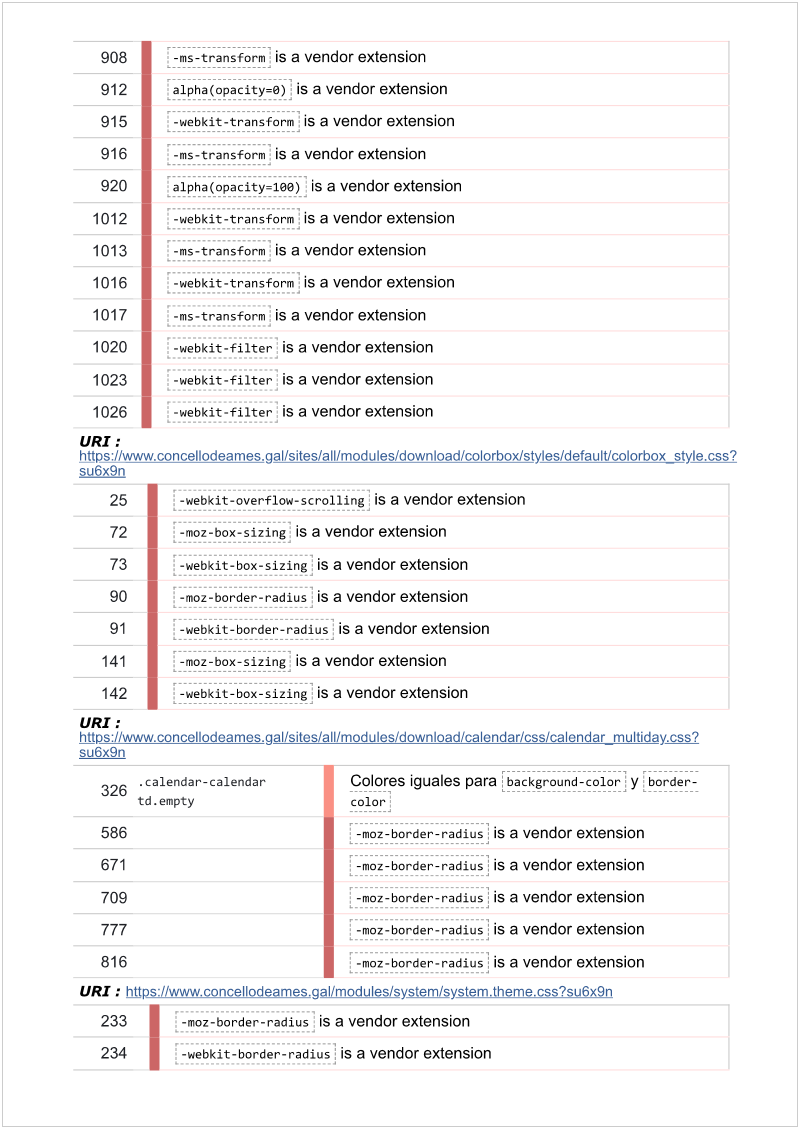 908 -ms-transform is a vendor extension
912 alpha(opacity=0) is a vendor extension
915 -webkit-transform is a vendor extension
916 -ms-transform is a vendor extension
920 alpha(opacity=100) is a vendor extension
1012 -webkit-transform is a vendor extension
1013 -ms-transform is a vendor extension
1016 -webkit-transform is a vendor extension
1017 -ms-transform is a vendor extension
1020 -webkit-filter is a vendor extension
1023 -webkit-filter is a vendor extension
1026 -webkit-filter is a vendor extension
URI :
https://www.concellodeames.gal/sites/all/modules/download/colorbox/styles/default/colorbox_style.css?
su6x9n
25 -webkit-overflow-scrolling is a vendor extension
72 -moz-box-sizing is a vendor extension
73 -webkit-box-sizing is a vendor extension
90 -moz-border-radius is a vendor extension
91 -webkit-border-radius is a vendor extension
141 -moz-box-sizing is a vendor extension
142 -webkit-box-sizing is a vendor extension
URI :
https://www.concellodeames.gal/sites/all/modules/download/calendar/css/calendar_multiday.css?
su6x9n
326 .calendar-calendar
td.empty
Colores iguales para background-color y border-
color
586 -moz-border-radius is a vendor extension
671 -moz-border-radius is a vendor extension
709 -moz-border-radius is a vendor extension
777 -moz-border-radius is a vendor extension
816 -moz-border-radius is a vendor extension
URI : https://www.concellodeames.gal/modules/system/system.theme.css?su6x9n
233 -moz-border-radius is a vendor extension
234 -webkit-border-radius is a vendor extension